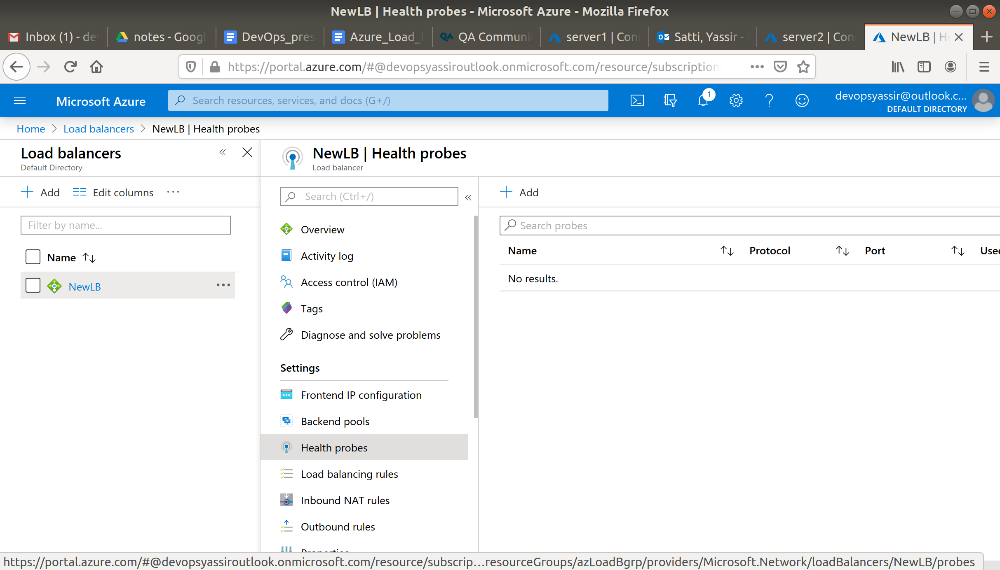 NewLB | Health probes - Microsoft Azure - Mozilla Firefox
Inbox (1) - de
notes - Googl
DevOps_pres
Azure_Load_
QA Communi
server1 | Con
Satti, Yassir -
server2 | Con
NewLB | H
https://portal.azure.com/#@devopsyassiroutlook.onmicrosoft.com/resource/subscription
Microsoft Azure
Search resources, services, and docs (G+/)
1
devopsyassir@outlook.c...
DEFAULT DIRECTORY
Home > Load balancers > NewLB | Health probes
Load balancers
Default Directory
NewLB | Health probes
Load balancer
Add
Edit columns
Filter by name...
Name
NewLB
Search (Ctrl+/)
Overview
Activity log
Access control (IAM)
Tags
Diagnose and solve problems
Settings
Frontend IP configuration
Backend pools
Health probes
Load balancing rules
Inbound NAT rules
Outbound rules
Properties
Add
Search probes
Name Protocol Port Used
No results.
https://portal.azure.com/#@devopsyassiroutlook.onmicrosoft.com/resource/subscrip…resourceGroups/azLoadBgrp/providers/Microsoft.Network/loadBalancers/NewLB/probes